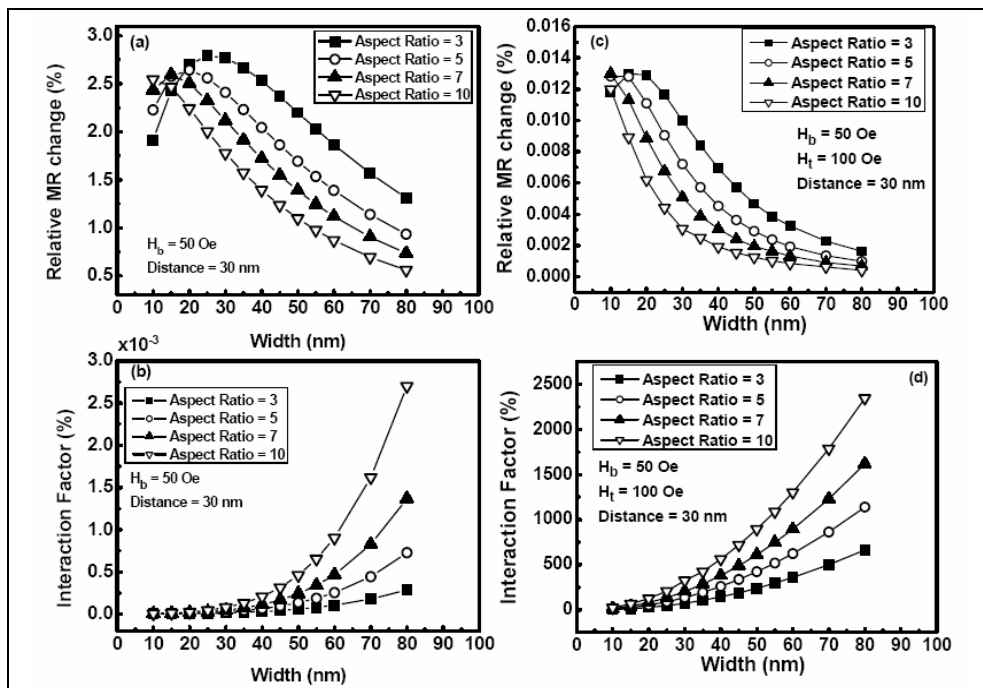 (a)
Aspect Ratio = 3
Aspect Ratio = 5
Aspect Ratio = 7
Aspect Ratio = 10
H_b = 50 Oe
Distance = 30 nm
Relative MR change (%)
3.0
2.5
2.0
1.5
1.0
0.5
0 10 20 30 40 50 60 70 80 90 100
Width (nm)
(c)
Aspect Ratio = 3
Aspect Ratio = 5
Aspect Ratio = 7
Aspect Ratio = 10
H_b = 50 Oe
H_t = 100 Oe
Distance = 30 nm
Relative MR change (%)
0.016
0.014
0.012
0.010
0.008
0.006
0.004
0.002
0.000
0 10 20 30 40 50 60 70 80 90 100
Width (nm)
x10⁻³
(b)
Aspect Ratio = 3
Aspect Ratio = 5
Aspect Ratio = 7
Aspect Ratio = 10
H_b = 50 Oe
Distance = 30 nm
Interaction Factor (%)
3.0
2.5
2.0
1.5
1.0
0.5
0.0
0 10 20 30 40 50 60 70 80 90 100
Width (nm)
(d)
Aspect Ratio = 3
Aspect Ratio = 5
Aspect Ratio = 7
Aspect Ratio = 10
H_b = 50 Oe
H_t = 100 Oe
Distance = 30 nm
Interaction Factor (%)
2500
2000
1500
1000
500
0
0 10 20 30 40 50 60 70 80 90 100
Width (nm)